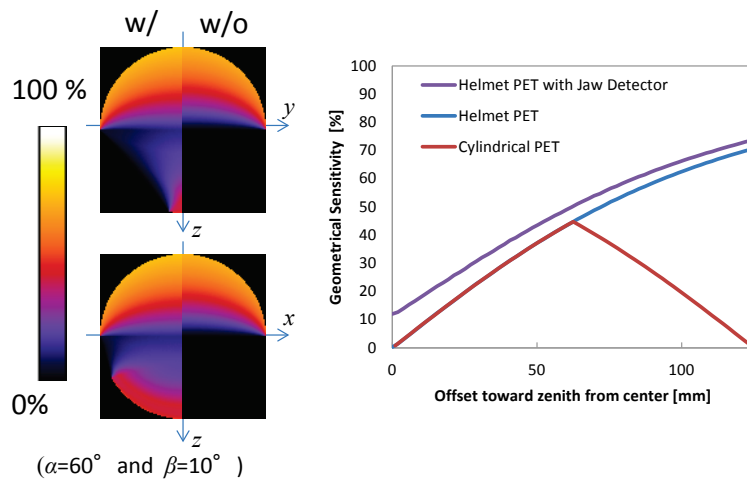 w/ w/o
100 %
0%
y
z
x
z
(α=60° and β=10° )
Geometrical Sensitivity [%]
100
90
80
70
60
50
40
30
20
10
0
Helmet PET with Jaw Detector
Helmet PET
Cylindrical PET
0 50 100
Offset toward zenith from center [mm]